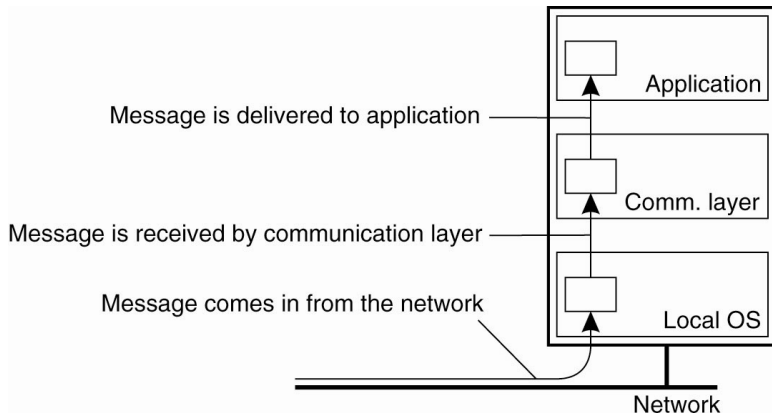 Application
Message is delivered to application
Comm. layer
Message is received by communication layer
Message comes in from the network
Local OS
Network